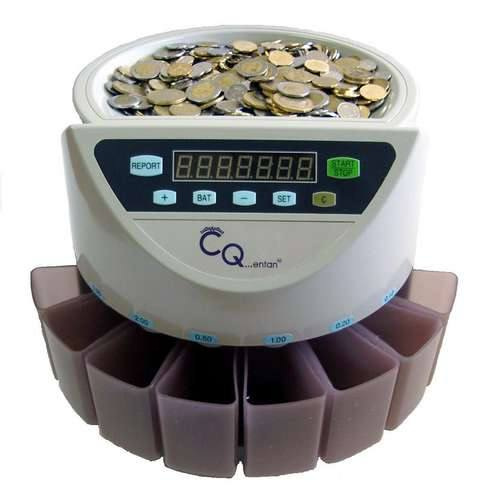 REPORT
8.8.8.8.8.8.8.
START
STOP
+
BAT
−
SET
C
CQ...entan
2.00
0.50
1.00
0.20